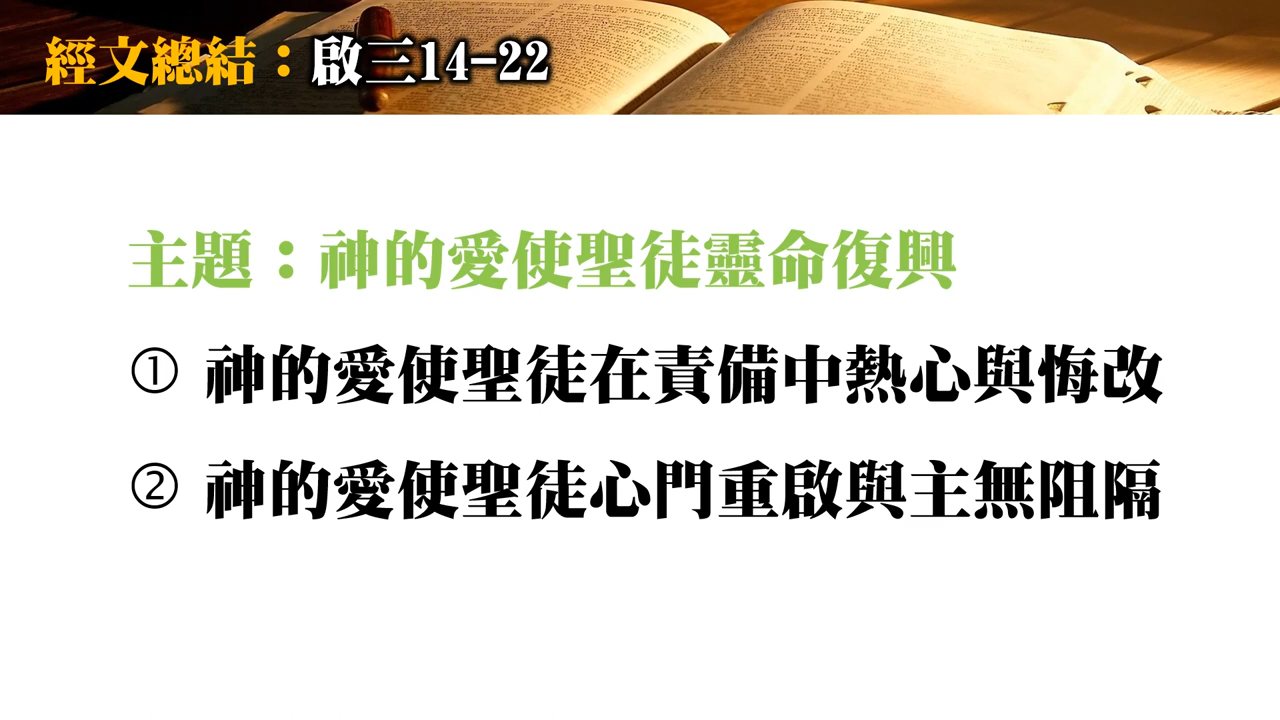 經文總結：啟三14-22
主題：神的愛使聖徒靈命復興
① 神的愛使聖徒在責備中熱心與悔改
② 神的愛使聖徒心門重啟與主無阻隔